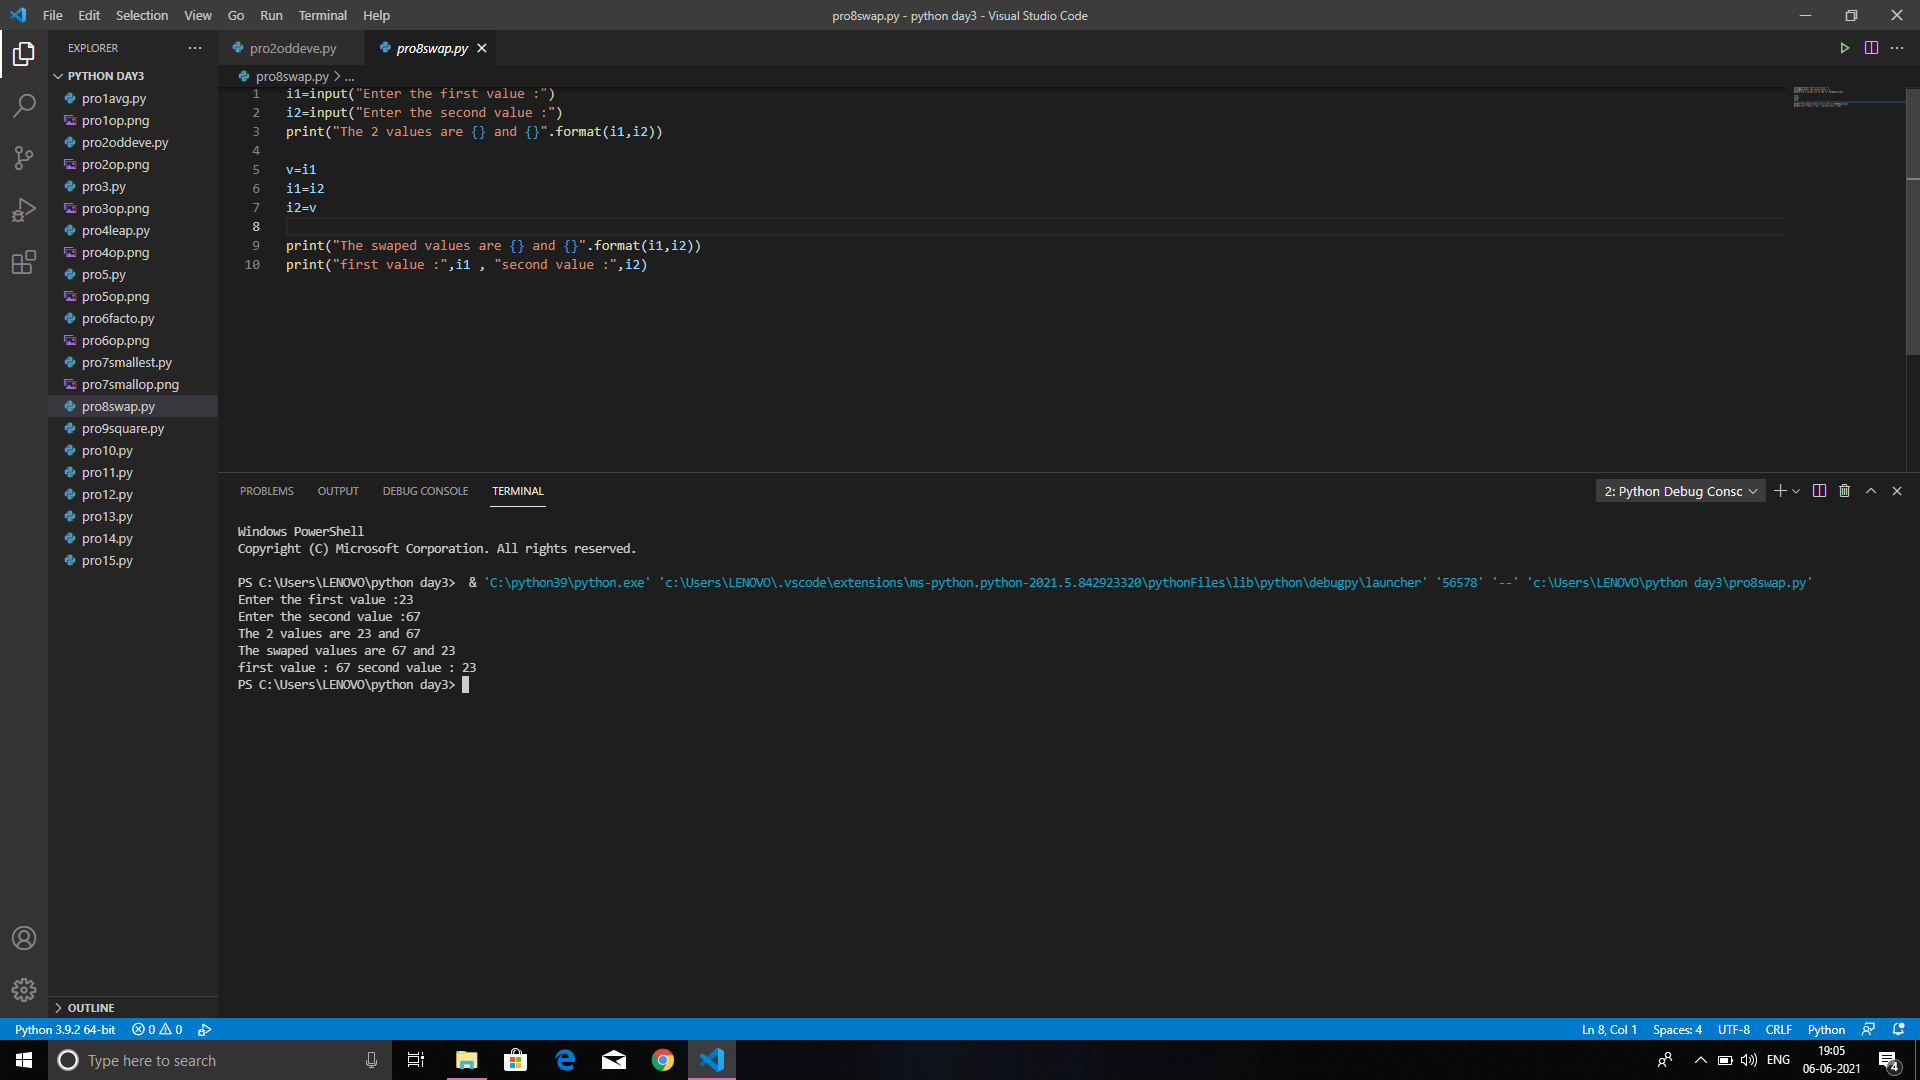 File Edit Selection View Go Run Terminal Help
pro8swap.py - python day3 - Visual Studio Code
EXPLORER
PYTHON DAY3
pro1avg.py
pro1op.png
pro2oddeve.py
pro2op.png
pro3.py
pro3op.png
pro4leap.py
pro4op.png
pro5.py
pro5op.png
pro6facto.py
pro6op.png
pro7smallest.py
pro7smallop.png
pro8swap.py
pro9square.py
pro10.py
pro11.py
pro12.py
pro13.py
pro14.py
pro15.py
OUTLINE
pro2oddeve.py pro8swap.py
pro8swap.py > ...
1 i1=input("Enter the first value :")
2 i2=input("Enter the second value :")
3 print("The 2 values are {} and {}".format(i1,i2))
4
5 v=i1
6 i1=i2
7 i2=v
8
9 print("The swaped values are {} and {}".format(i1,i2))
10 print("first value :",i1 , "second value :",i2)
PROBLEMS OUTPUT DEBUG CONSOLE TERMINAL 2: Python Debug Consc
Windows PowerShell
Copyright (C) Microsoft Corporation. All rights reserved.
PS C:\Users\LENOVO\python day3>  & 'C:\python39\python.exe' 'c:\Users\LENOVO\.vscode\extensions\ms-python.python-2021.5.842923320\pythonFiles\lib\python\debugpy\launcher' '56578' '--' 'c:\Users\LENOVO\python day3\pro8swap.py'
Enter the first value :23
Enter the second value :67
The 2 values are 23 and 67
The swaped values are 67 and 23
first value : 67 second value : 23
PS C:\Users\LENOVO\python day3>
Python 3.9.2 64-bit 0 0 Ln 8, Col 1 Spaces: 4 UTF-8 CRLF Python
Type here to search ENG 19:05
06-06-2021 4